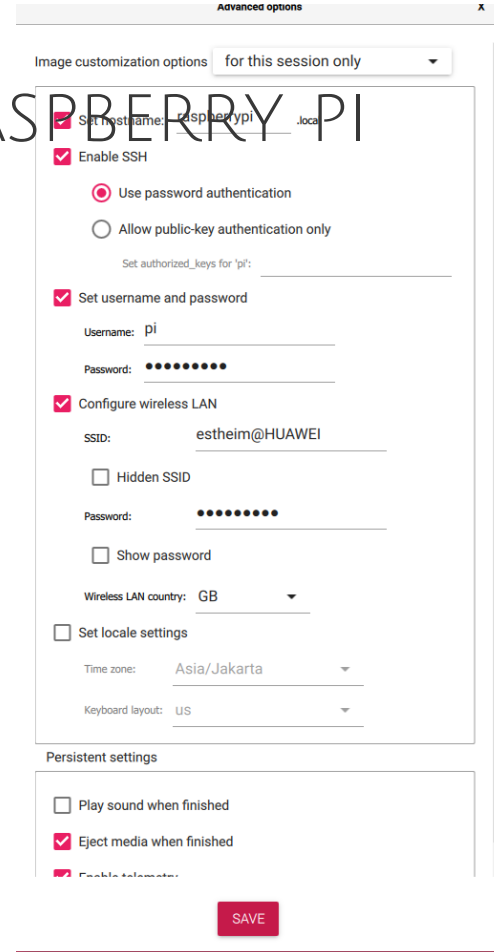 Advanced options X
Image customization options for this session only
ASPBERRY PI
Set hostname: raspberrypi .local
Enable SSH
Use password authentication
Allow public-key authentication only
Set authorized_keys for 'pi':
Set username and password
Username: pi
Password: •••••••••
Configure wireless LAN
SSID: estheim@HUAWEI
Hidden SSID
Password: •••••••••
Show password
Wireless LAN country: GB
Set locale settings
Time zone: Asia/Jakarta
Keyboard layout: us
Persistent settings
Play sound when finished
Eject media when finished
Enable telemetry
SAVE